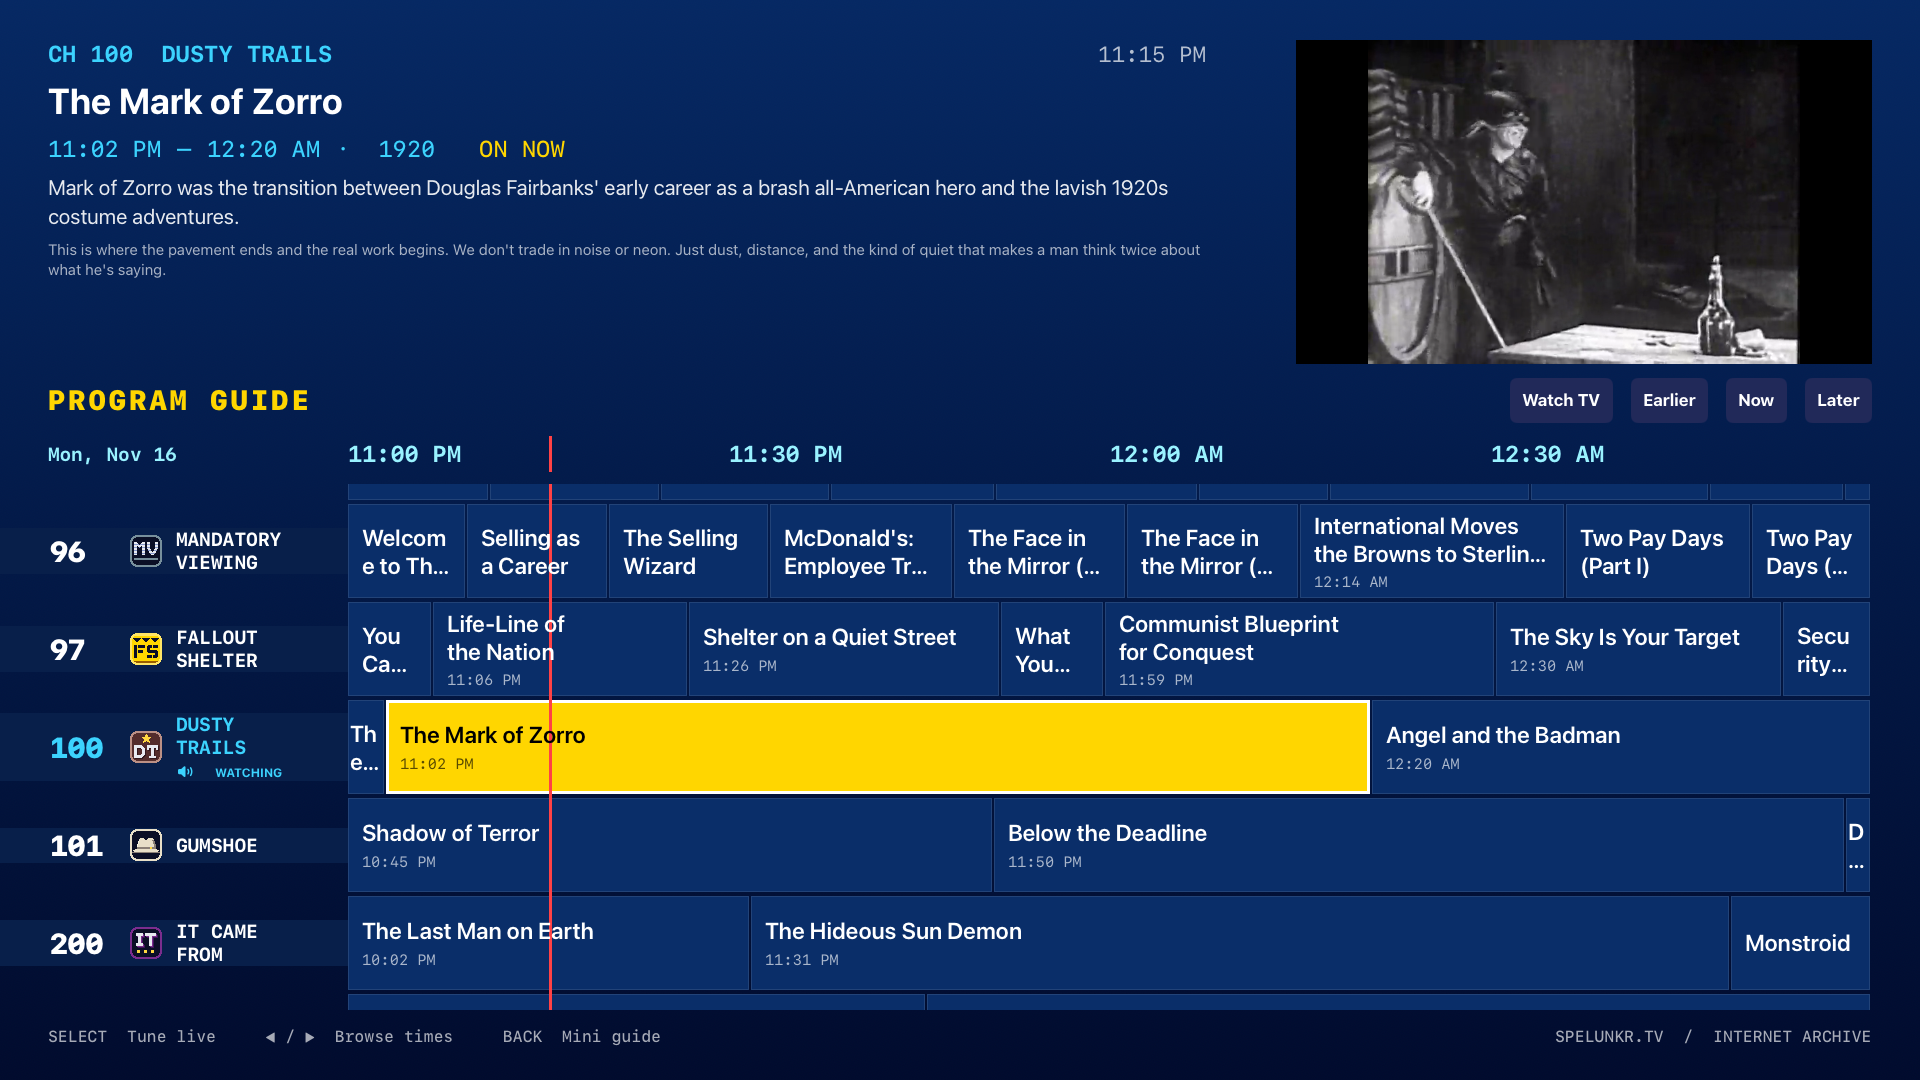 CH 100 DUSTY TRAILS
11:15 PM
The Mark of Zorro
11:02 PM — 12:20 AM · 1920 ON NOW
Mark of Zorro was the transition between Douglas Fairbanks' early career as a brash all-American hero and the lavish 1920s
costume adventures.
This is where the pavement ends and the real work begins. We don't trade in noise or neon. Just dust, distance, and the kind of quiet that makes a man think twice about
what he's saying.
PROGRAM GUIDE
Watch TV Earlier Now Later
Mon, Nov 16 11:00 PM 11:30 PM 12:00 AM 12:30 AM
96
MV
MANDATORY
VIEWING
Welcom
e to Th...
Selling as
a Career
The Selling
Wizard
McDonald's:
Employee Tr...
The Face in
the Mirror (...
The Face in
the Mirror (...
International Moves
the Browns to Sterlin...
12:14 AM
Two Pay Days
(Part I)
Two Pay
Days (...
97
FS
FALLOUT
SHELTER
You
Ca...
Life-Line of
the Nation
11:06 PM
Shelter on a Quiet Street
11:26 PM
What
You...
Communist Blueprint
for Conquest
11:59 PM
The Sky Is Your Target
12:30 AM
Secu
rity...
100
DT
DUSTY
TRAILS
WATCHING
Th
e...
The Mark of Zorro
11:02 PM
Angel and the Badman
12:20 AM
101
GUMSHOE
Shadow of Terror
10:45 PM
Below the Deadline
11:50 PM
D
...
200
IT
IT CAME
FROM
The Last Man on Earth
10:02 PM
The Hideous Sun Demon
11:31 PM
Monstroid
SELECT Tune live ◀ / ▶ Browse times BACK Mini guide
SPELUNKR.TV / INTERNET ARCHIVE